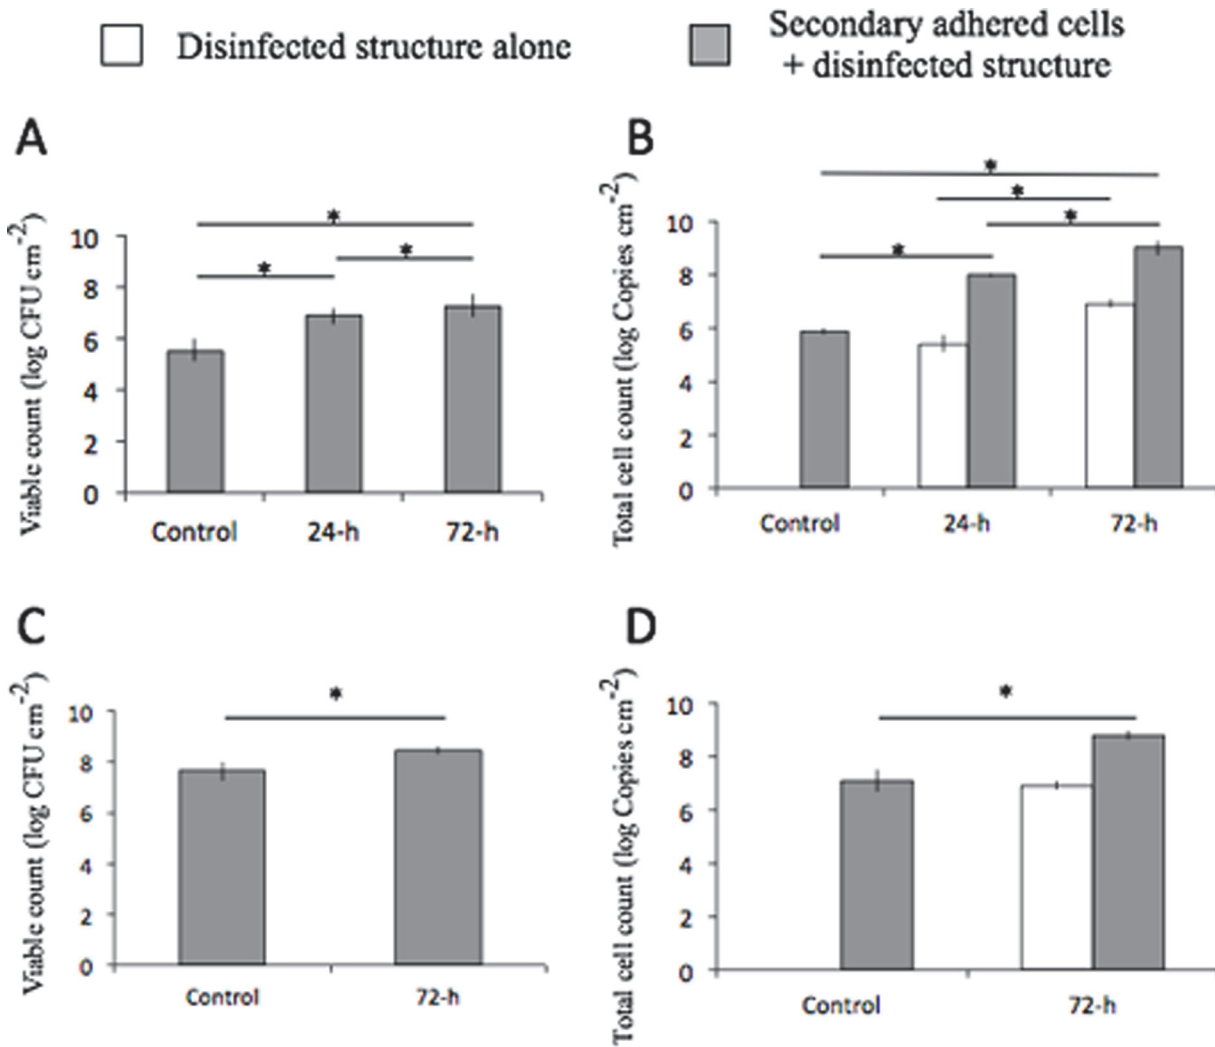 Disinfected structure alone
Secondary adhered cells
+ disinfected structure
A
Viable count (log CFU cm-2)
10
8
6
4
2
0
*
*
*
Control 24-h 72-h
B
Total cell count (log Copies cm-2)
10
8
6
4
2
0
*
*
*
*
Control 24-h 72-h
C
Viable count (log CFU cm-2)
10
8
6
4
2
0
*
Control 72-h
D
Total cell count (log Copies cm-2)
10
8
6
4
2
0
*
Control 72-h